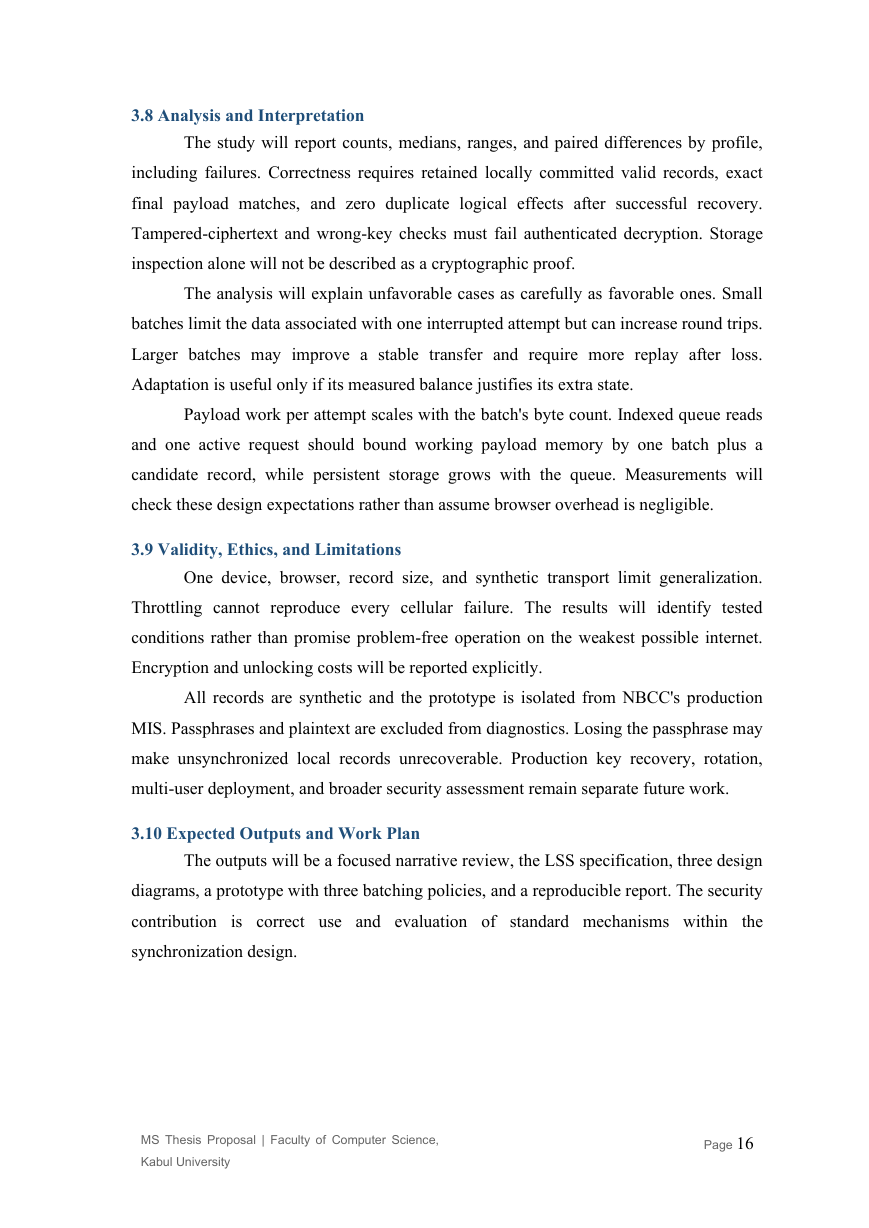 3.8 Analysis and Interpretation
The study will report counts, medians, ranges, and paired differences by profile,
including failures. Correctness requires retained locally committed valid records, exact
final payload matches, and zero duplicate logical effects after successful recovery.
Tampered-ciphertext and wrong-key checks must fail authenticated decryption. Storage
inspection alone will not be described as a cryptographic proof.
The analysis will explain unfavorable cases as carefully as favorable ones. Small
batches limit the data associated with one interrupted attempt but can increase round trips.
Larger batches may improve a stable transfer and require more replay after loss.
Adaptation is useful only if its measured balance justifies its extra state.
Payload work per attempt scales with the batch's byte count. Indexed queue reads
and one active request should bound working payload memory by one batch plus a
candidate record, while persistent storage grows with the queue. Measurements will
check these design expectations rather than assume browser overhead is negligible.
3.9 Validity, Ethics, and Limitations
One device, browser, record size, and synthetic transport limit generalization.
Throttling cannot reproduce every cellular failure. The results will identify tested
conditions rather than promise problem-free operation on the weakest possible internet.
Encryption and unlocking costs will be reported explicitly.
All records are synthetic and the prototype is isolated from NBCC's production
MIS. Passphrases and plaintext are excluded from diagnostics. Losing the passphrase may
make unsynchronized local records unrecoverable. Production key recovery, rotation,
multi-user deployment, and broader security assessment remain separate future work.
3.10 Expected Outputs and Work Plan
The outputs will be a focused narrative review, the LSS specification, three design
diagrams, a prototype with three batching policies, and a reproducible report. The security
contribution is correct use and evaluation of standard mechanisms within the
synchronization design.
MS Thesis Proposal | Faculty of Computer Science,
Kabul University
Page 16